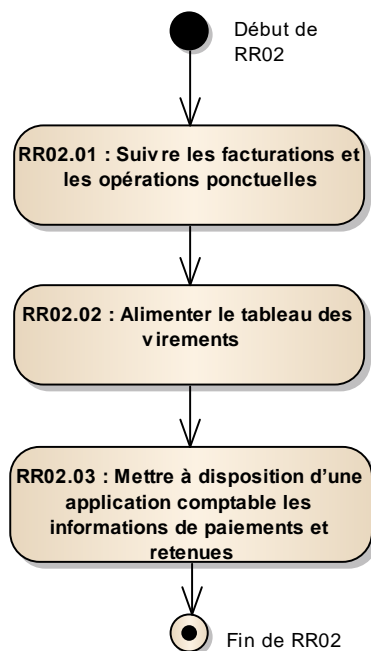 Début de
RR02
RR02.01 : Suivre les facturations et
les opérations ponctuelles
RR02.02 : Alimenter le tableau des
virements
RR02.03 : Mettre à disposition d’une
application comptable les
informations de paiements et
retenues
Fin de RR02